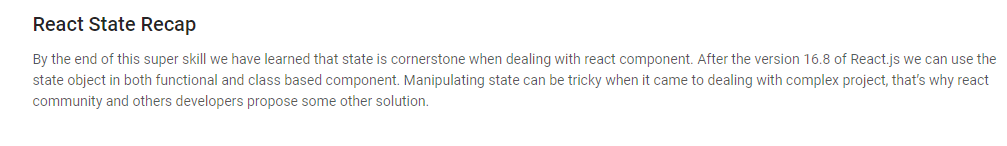 React State Recap
By the end of this super skill we have learned that state is cornerstone when dealing with react component. After the version 16.8 of React.js we can use the
state object in both functional and class based component. Manipulating state can be tricky when it came to dealing with complex project, that's why react
community and others developers propose some other solution.